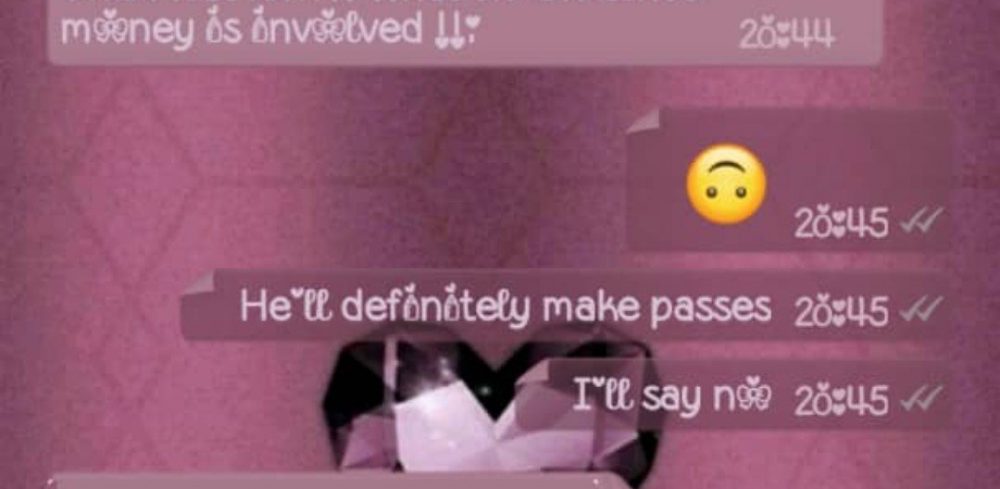 money is involved !!
20:44
🙃
20:45
He'll definitely make passes 20:45
I'll say no 20:45